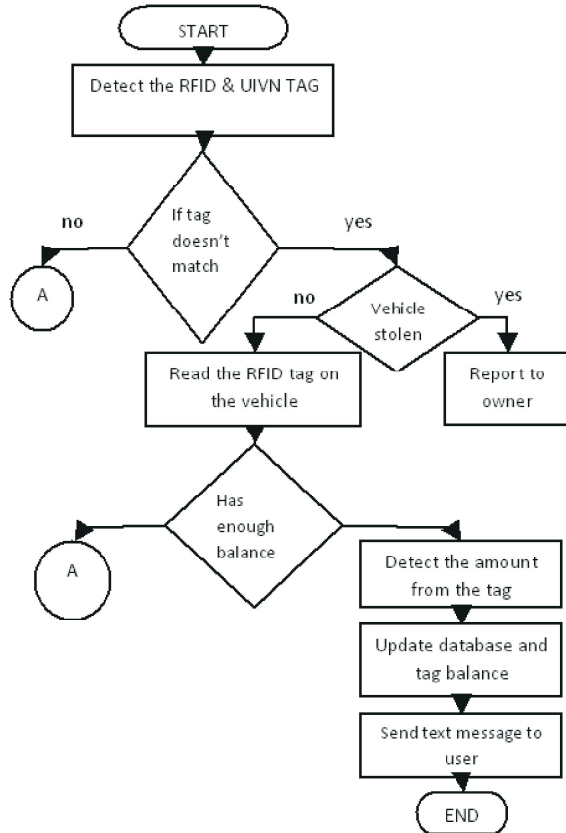 START
Detect the RFID & UIVN TAG
If tag
doesn't
match
no
yes
A
Vehicle
stolen
no
yes
Read the RFID tag on
the vehicle
Report to
owner
Has
enough
balance
A
Detect the amount
from the tag
Update database and
tag balance
Send text message to
user
END